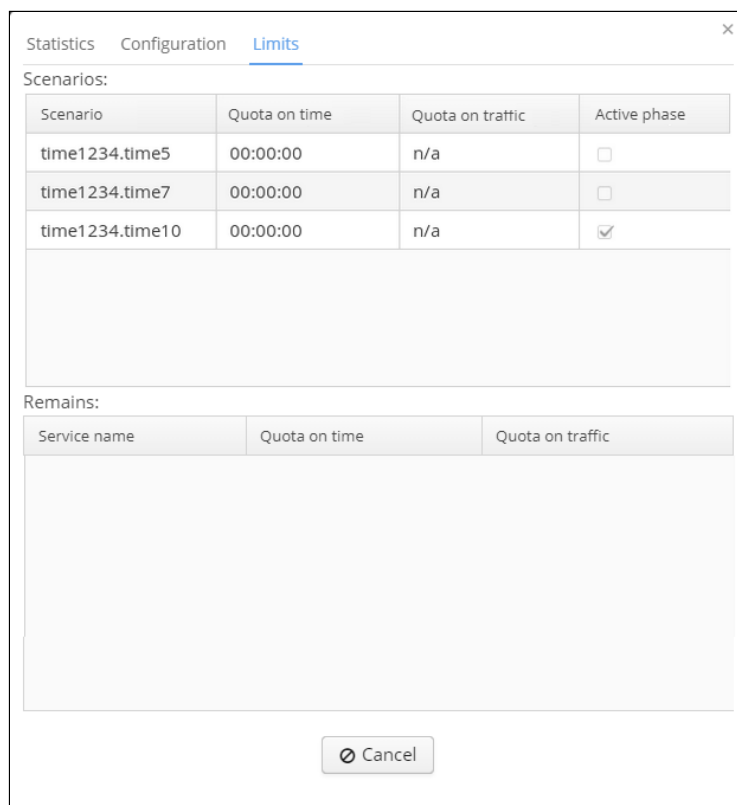 Statistics Configuration Limits
Scenarios:
Scenario Quota on time Quota on traffic Active phase
time1234.time5 00:00:00 n/a
time1234.time7 00:00:00 n/a
time1234.time10 00:00:00 n/a
Remains:
Service name Quota on time Quota on traffic
Cancel